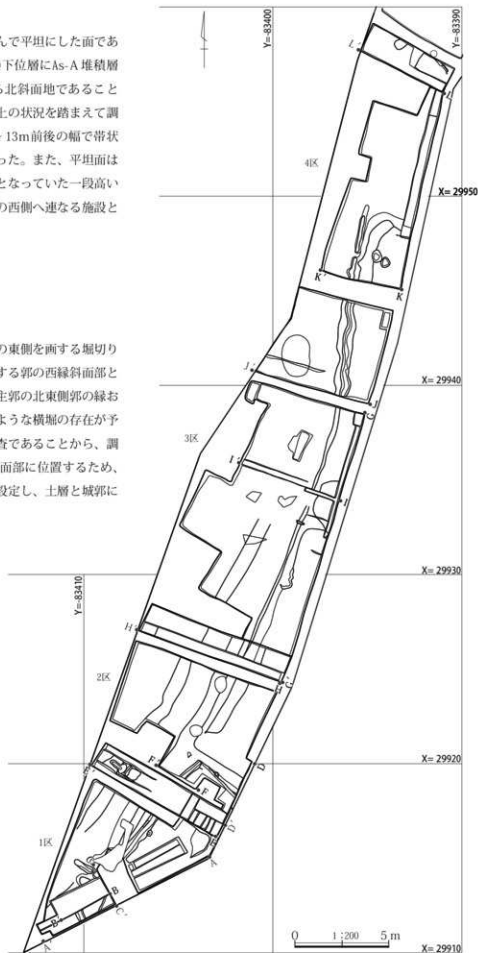 んで平坦にした面であ
下位層にAs-A 堆積層
ら北斜面地であること
土の状況を踏まえて調
13m前後の幅で帯状
った。また、平坦面は
となっていた一段高い
の西側へ連なる施設と
の東側を画する堀切り
する郭の西縁斜面部と
主郭の北東側郭の縁お
ような横堀の存在が予
査であることから、調
面部に位置するため、
設定し、土層と城郭に
Y=-83400
Y=-83390
L'
L
4区
X= 29950
K'
K
J'
X= 29940
J
G
3区
I'
I
X= 29930
Y=-83410
H'
H
G'
2区
X= 29920
F'
F
E'
D
D'
E
1区
A
B
B'
C'
A'
0
1 : 200
5 m
X= 29910